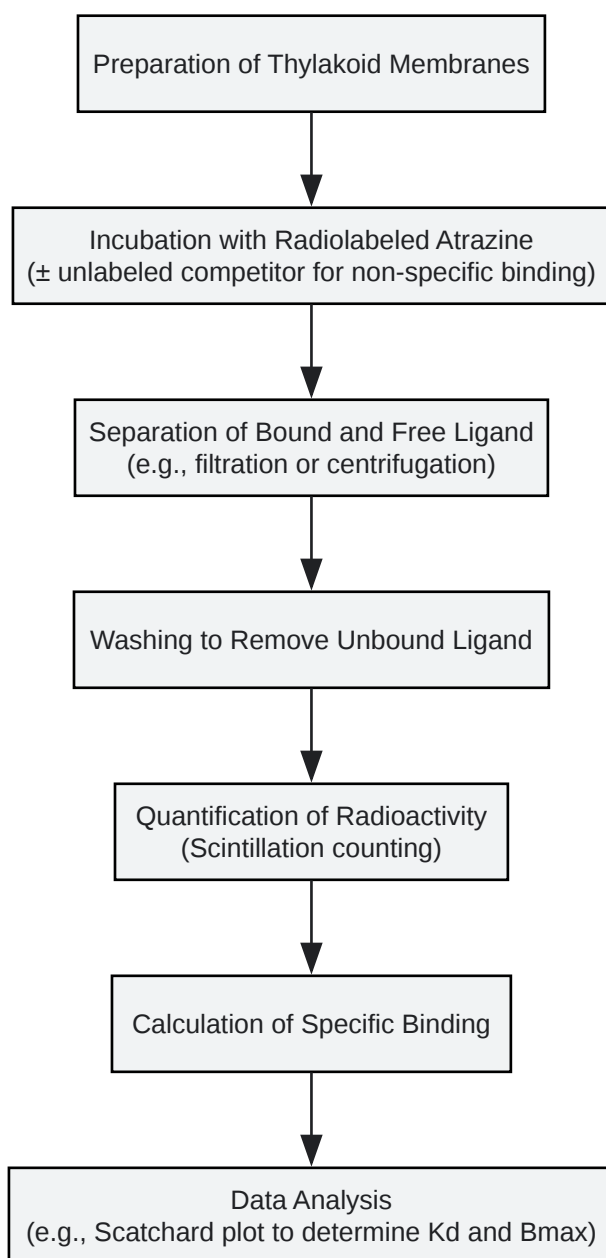 Preparation of Thylakoid Membranes
Incubation with Radiolabeled Atrazine
(± unlabeled competitor for non-specific binding)
Separation of Bound and Free Ligand
(e.g., filtration or centrifugation)
Washing to Remove Unbound Ligand
Quantification of Radioactivity
(Scintillation counting)
Calculation of Specific Binding
Data Analysis
(e.g., Scatchard plot to determine Kd and Bmax)